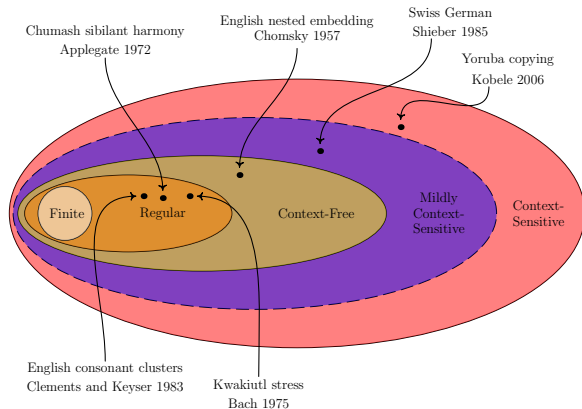 Swiss German
Shieber 1985
English nested embedding
Chomsky 1957
Chumash sibilant harmony
Applegate 1972
Yoruba copying
Kobele 2006
Finite
Regular
Context-Free
Mildly
Context-
Sensitive
Context-
Sensitive
English consonant clusters
Clements and Keyser 1983
Kwakiutl stress
Bach 1975